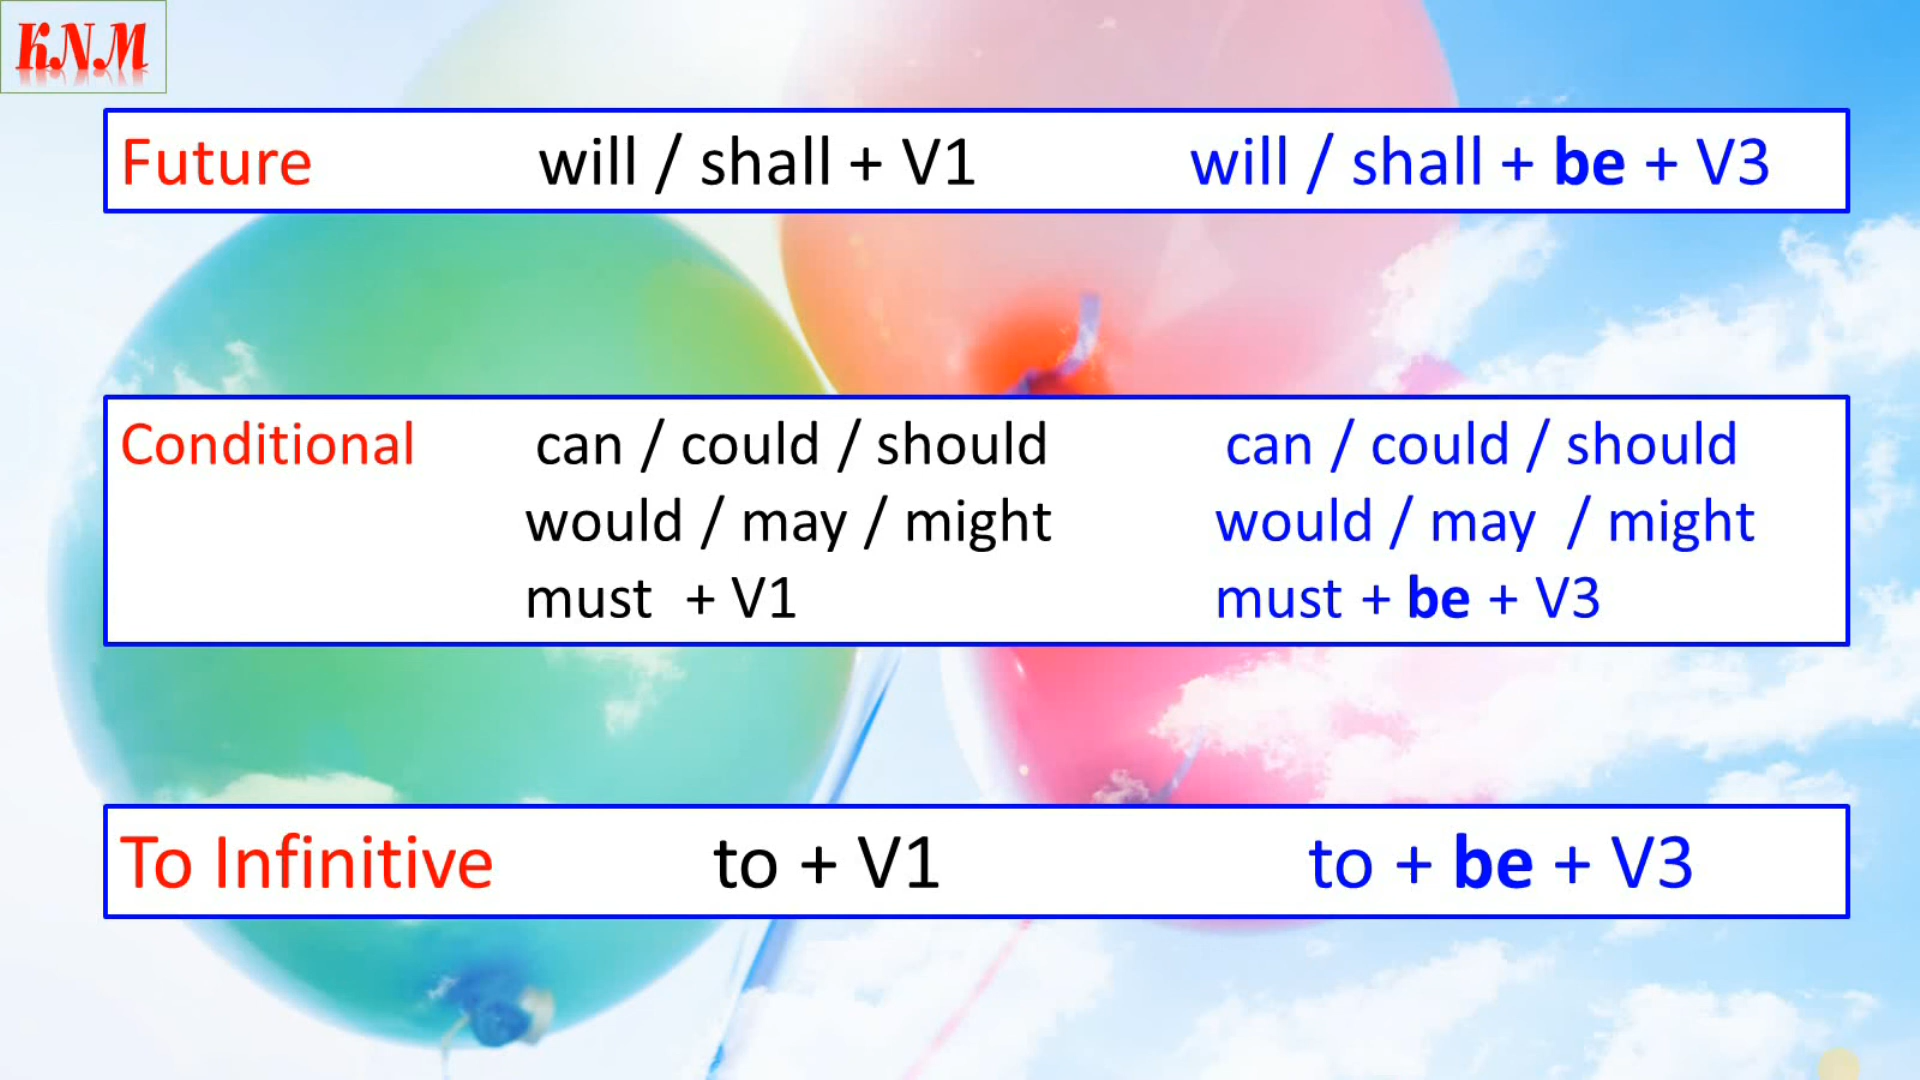 KNM
Future will / shall + V1 will / shall + be + V3
Conditional can / could / should can / could / should
would / may / might would / may / might
must + V1 must + be + V3
To Infinitive to + V1 to + be + V3